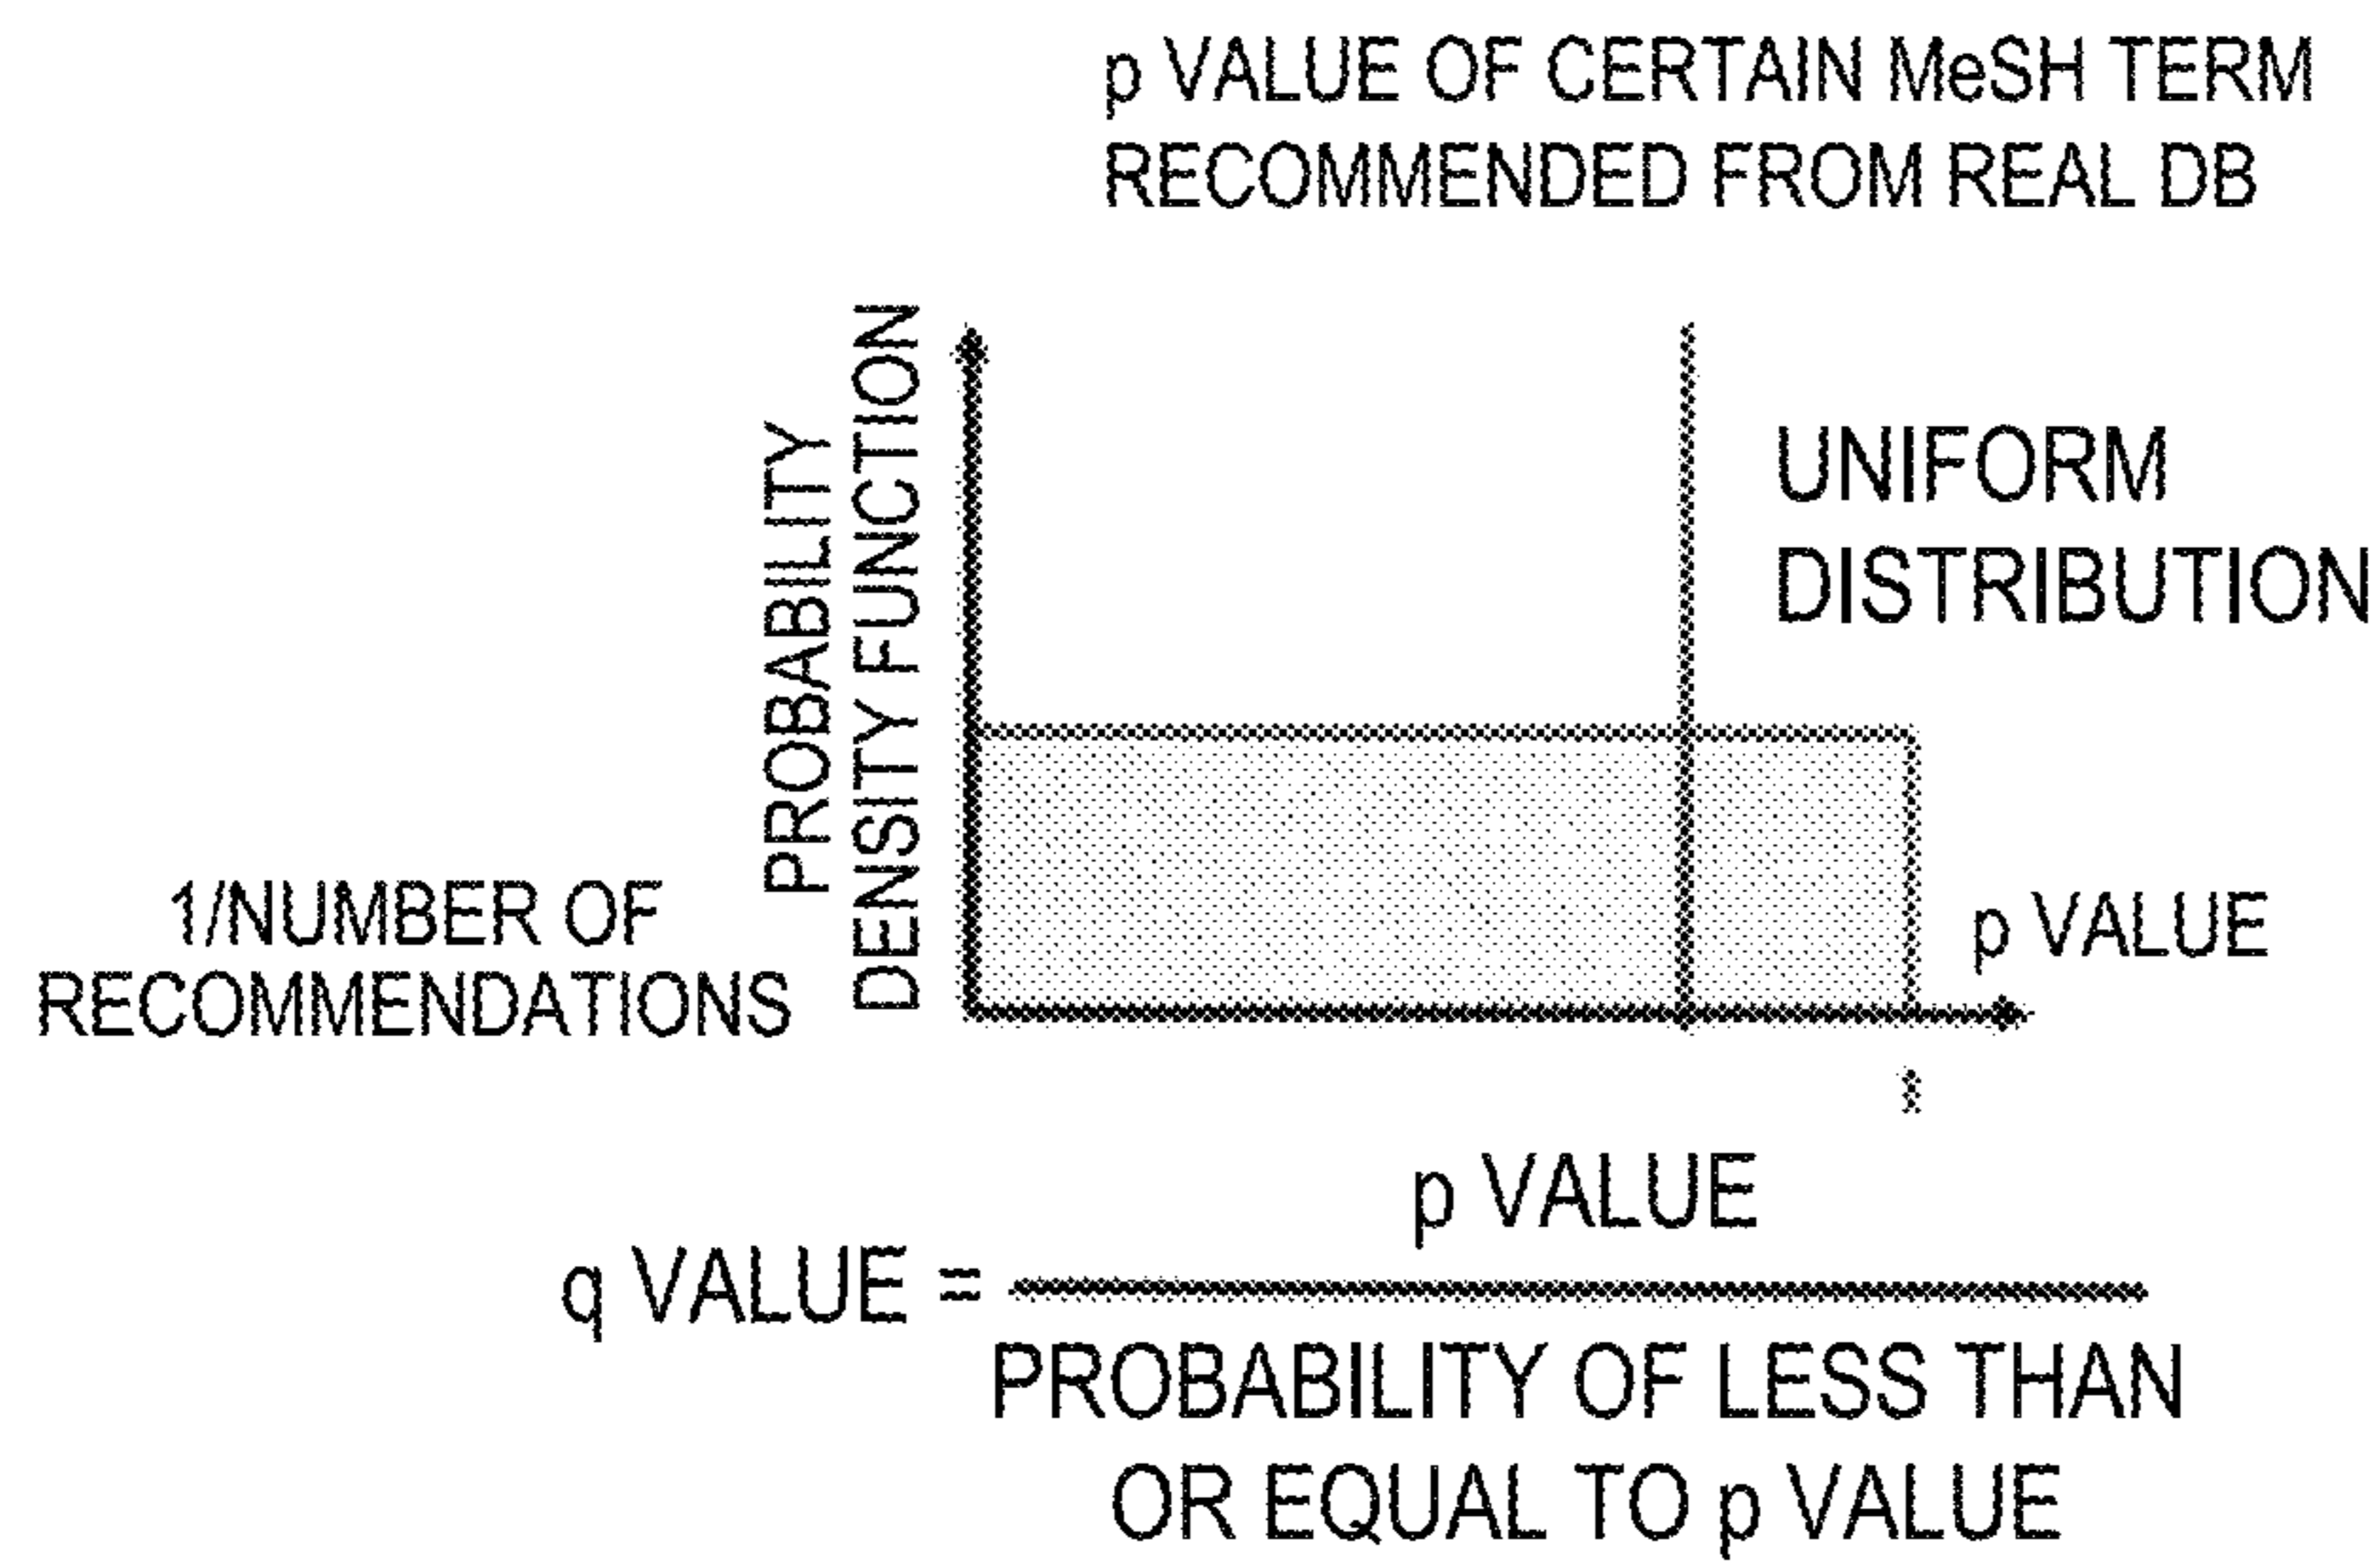 p VALUE OF CERTAIN MeSH TERM
RECOMMENDED FROM REAL DB
PROBABILITY
DENSITY FUNCTION
UNIFORM
DISTRIBUTION
1/NUMBER OF
RECOMMENDATIONS
p VALUE
p VALUE
q VALUE =
PROBABILITY OF LESS THAN
OR EQUAL TO p VALUE